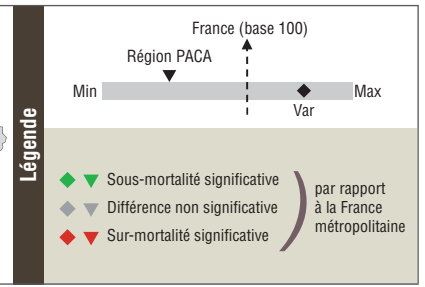 Légende
France (base 100)
Région PACA
Min
Max
Var
Sous-mortalité significative
Différence non significative
Sur-mortalité significative
par rapport
à la France
métropolitaine